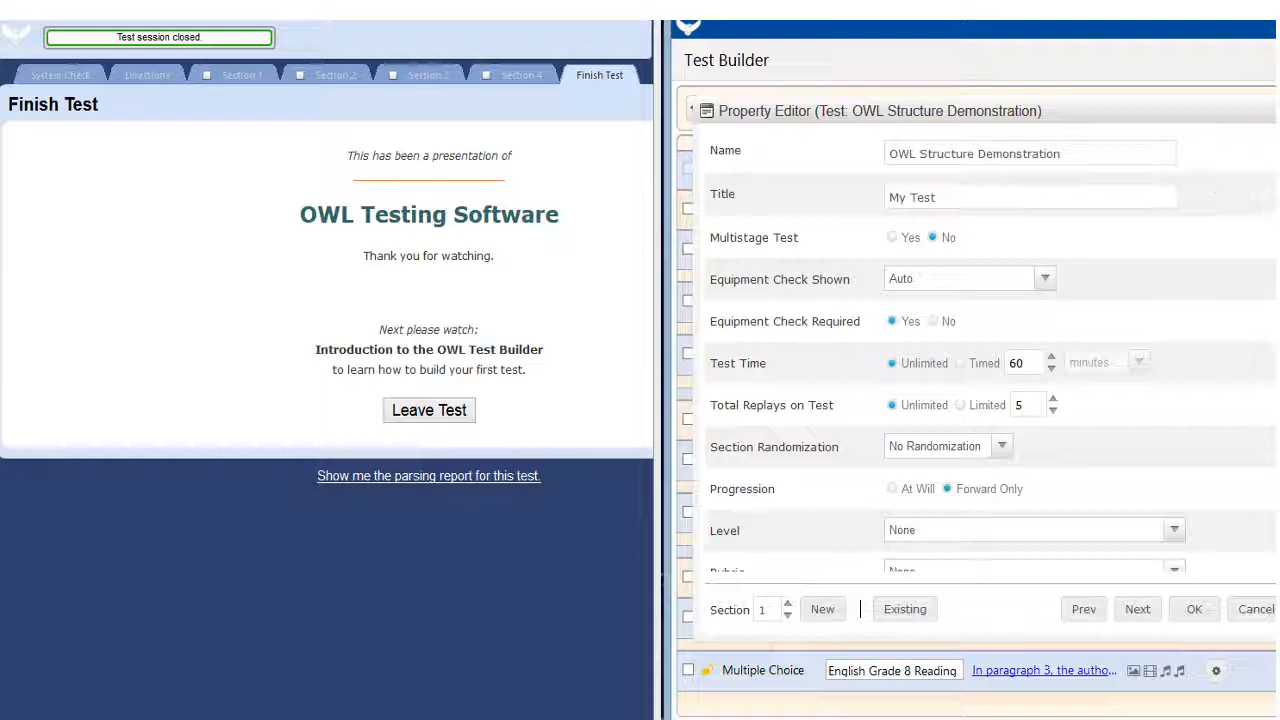 Test session closed.
System Check
Directions
Section 1
Section 2
Section 3
Section 4
Finish Test
Finish Test
This has been a presentation of
OWL Testing Software
Thank you for watching.
Next please watch:
Introduction to the OWL Test Builder
to learn how to build your first test.
Leave Test
Show me the parsing report for this test.
Test Builder
Property Editor (Test: OWL Structure Demonstration)
Name OWL Structure Demonstration
Title My Test
Multistage Test Yes No
Equipment Check Shown Auto
Equipment Check Required Yes No
Test Time Unlimited Timed 60 minutes
Total Replays on Test Unlimited Limited 5
Section Randomization No Randomization
Progression At Will Forward Only
Level None
Rubric None
Section 1 New Existing Prev Next OK Cancel
Multiple Choice English Grade 8 Reading In paragraph 3, the autho...